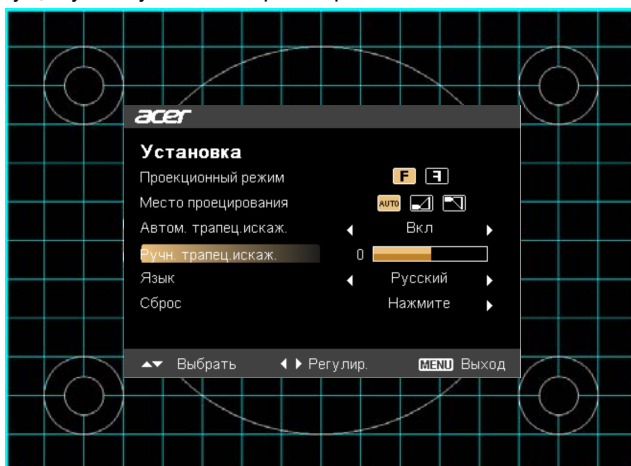 acer
Установка
Проекционный режим F F
Место проецирования AUTO
Автом. трапец.искаж. Вкл
Ручн. трапец.искаж. 0
Язык Русский
Сброс Нажмите
Выбрать Регулир. MENU Выход